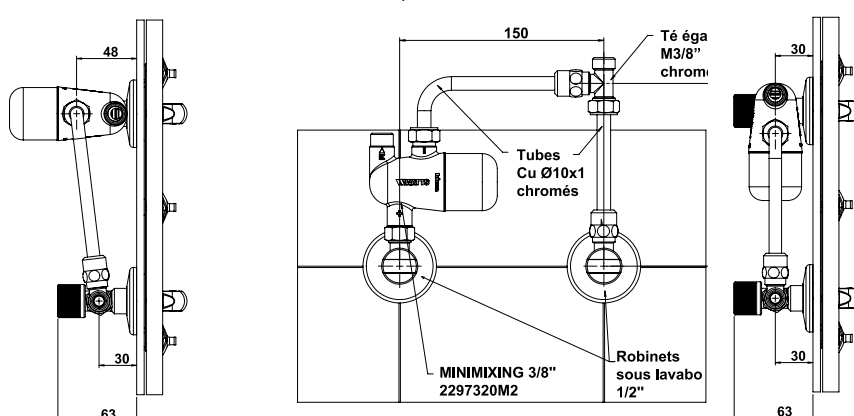 48
30
63
150
Té éga
M3/8”
chrom
Tubes
Cu Ø10x1
chromés
WATTS
MINIMIXING 3/8"
2297320M2
Robinets
sous lavabo
1/2"
30
30
63